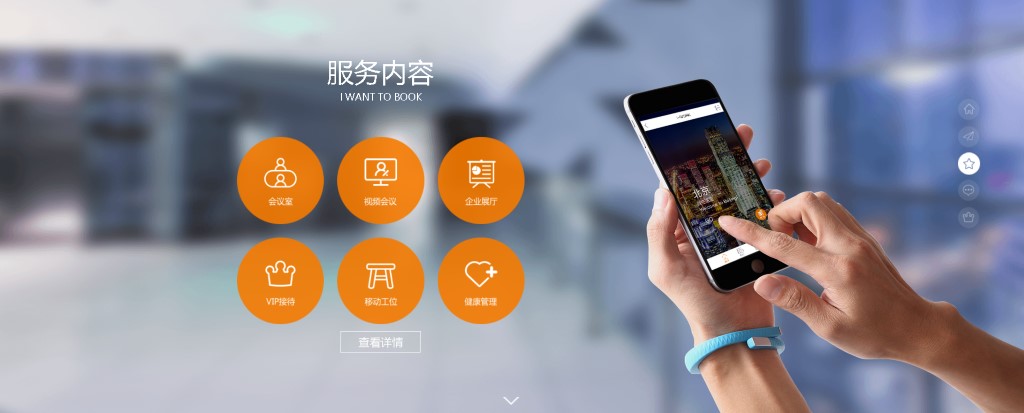 服务内容
I WANT TO BOOK
会议室
视频会议
企业展厅
VIP接待
移动工位
健康管理
查看详情
北京